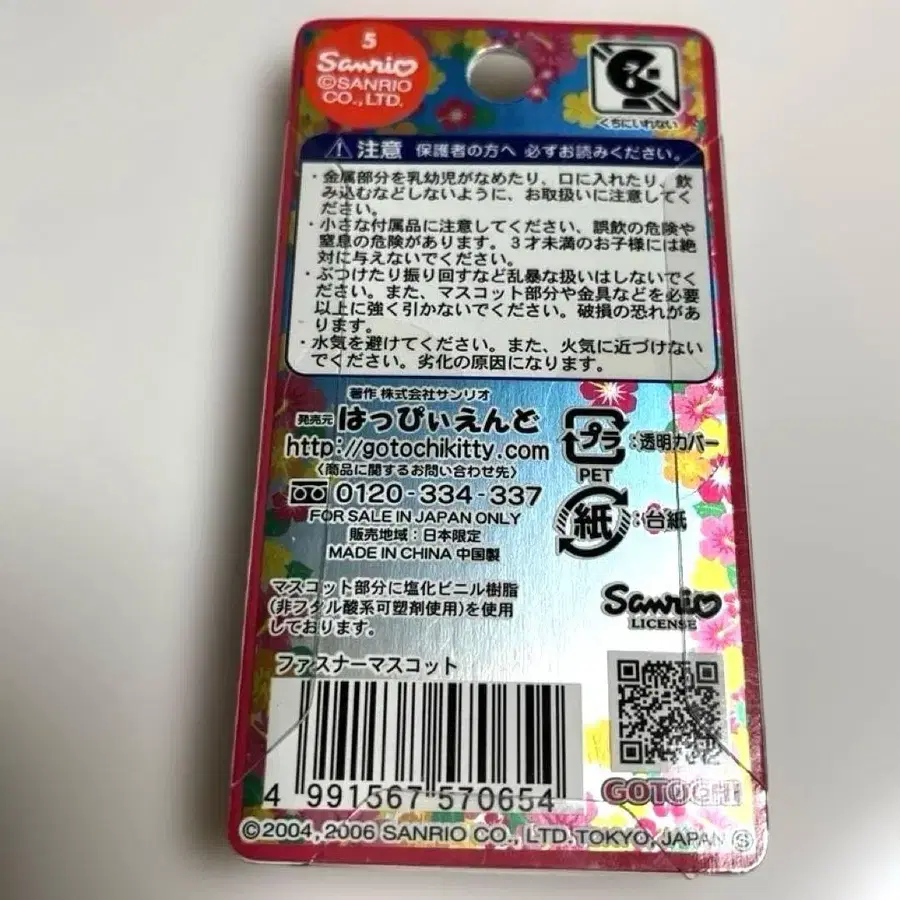 5
Sanrio
©SANRIO
CO., LTD.
くちにいれない
注意 保護者の方へ 必ずお読みください。
・金属部分を乳幼児がなめたり、口に入れたり、飲
み込むなどしないように、お取扱いに注意してく
ださい。
・小さな付属品に注意してください、誤飲の危険や
窒息の危険があります。3才未満のお子様には絶
対に与えないでください。
・ぶつけたり振り回すなど乱暴な扱いはしないでく
ださい。また、マスコット部分や金具などを必要
以上に強く引かないでください。破損の恐れがあ
ります。
・水気を避けてください。また、火気に近づけない
でください。劣化の原因になります。
著作 株式会社サンリオ
発売元 はっぴぃえんど
http://gotochikitty.com
〈商品に関するお問い合わせ先〉
0120-334-337
FOR SALE IN JAPAN ONLY
販売地域：日本限定
MADE IN CHINA 中国製
プラ：透明カバー
PET
紙：台紙
マスコット部分に塩化ビニル樹脂
(非フタル酸系可塑剤使用)を使用
しております。
Sanrio
LICENSE
ファスナーマスコット
4 991567 570654
GOTOCHI
©2004, 2006 SANRIO CO., LTD. TOKYO, JAPAN Ⓢ